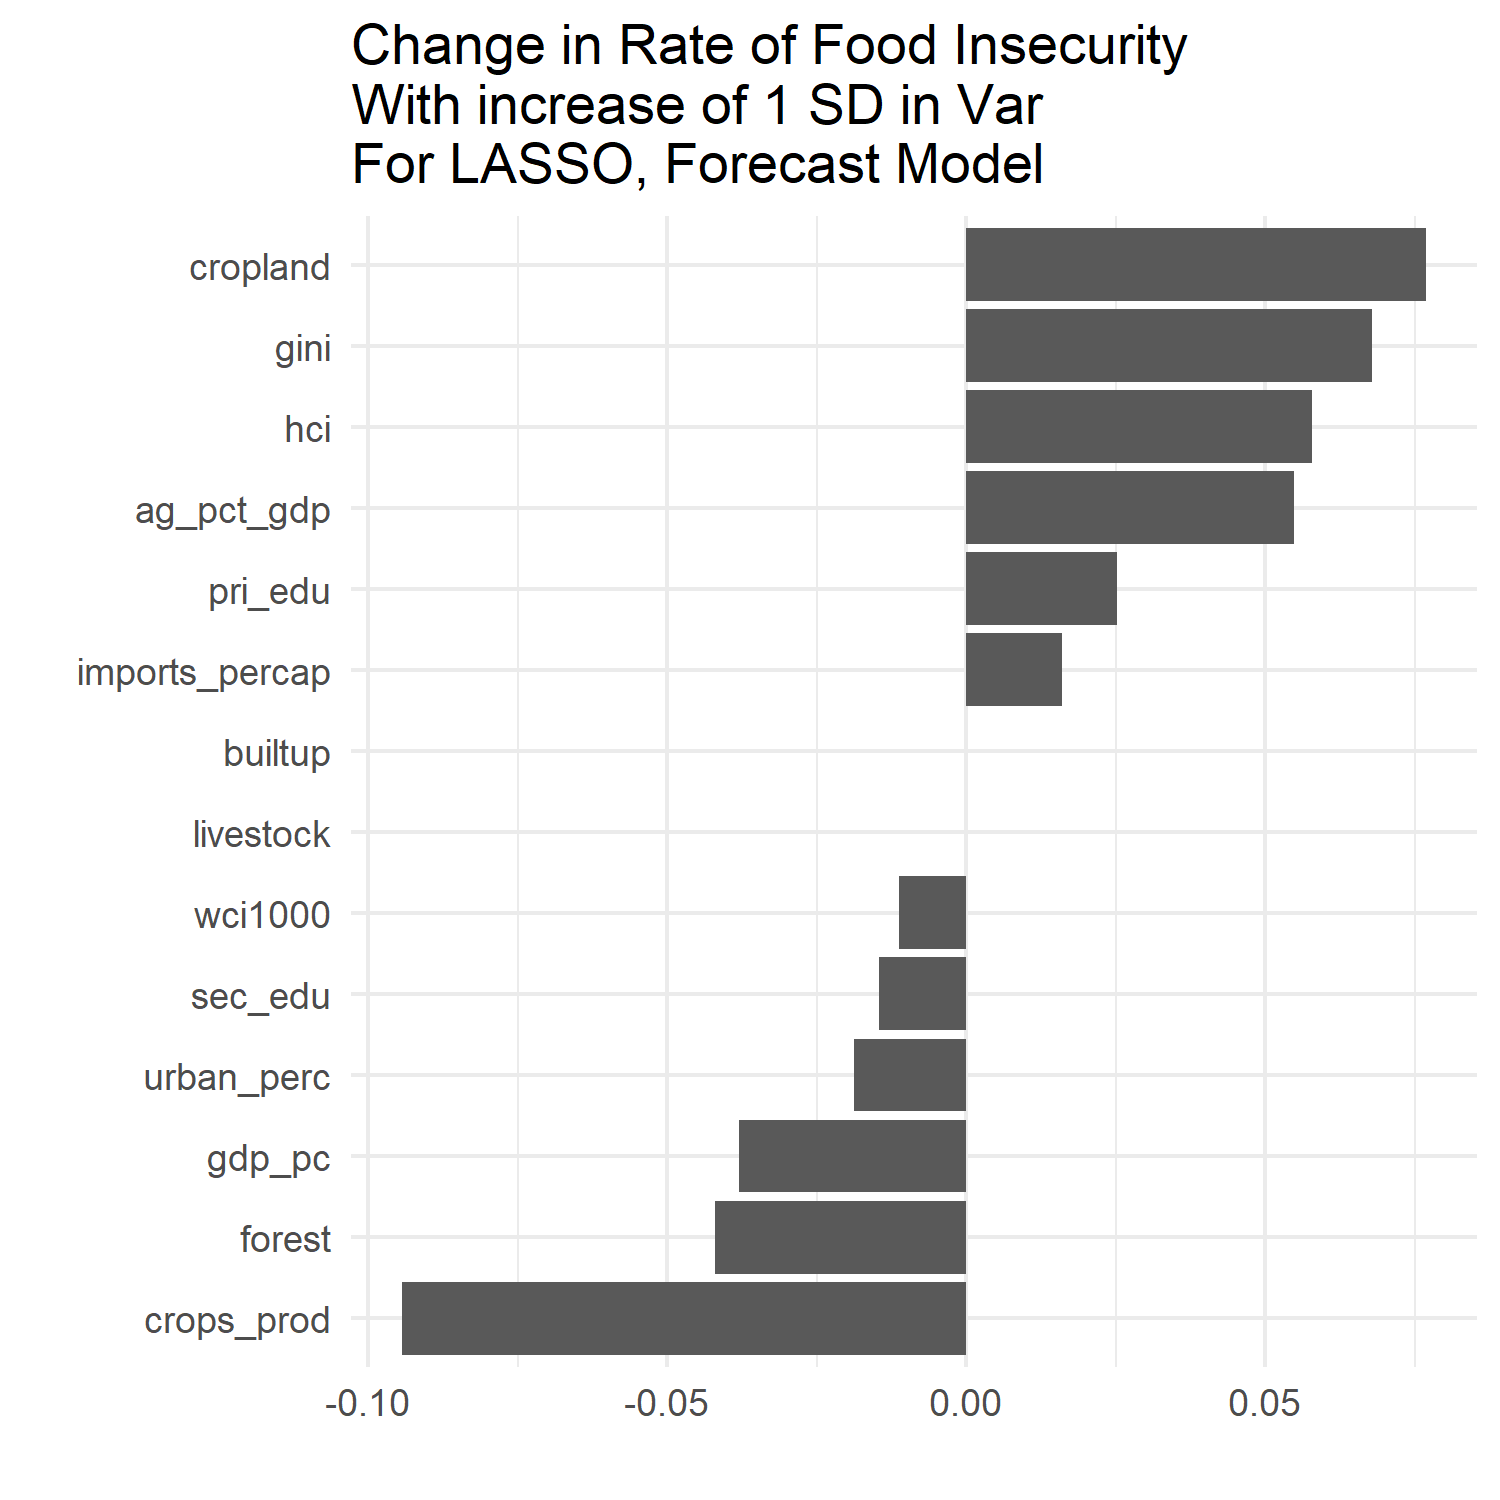 Change in Rate of Food Insecurity
With increase of 1 SD in Var
For LASSO, Forecast Model
cropland
gini
hci
ag_pct_gdp
pri_edu
imports_percap
builtup
livestock
wci1000
sec_edu
urban_perc
gdp_pc
forest
crops_prod
-0.10 -0.05 0.00 0.05